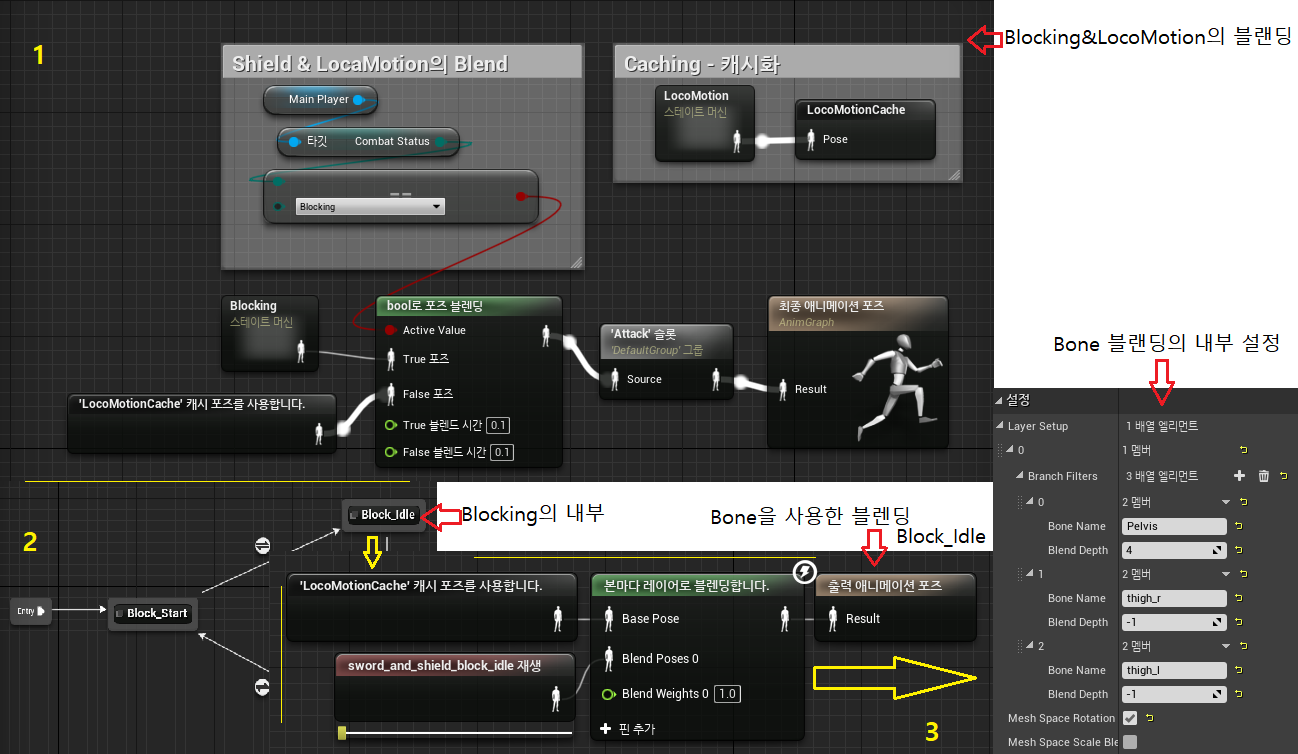 1
Blocking&LocoMotion의 블랜딩
Shield & LocaMotion의 Blend
Main Player
타깃 Combat Status
==
Blocking
Caching - 캐시화
LocoMotion
스테이트 머신
LocoMotionCache
Pose
Blocking
스테이트 머신
'LocoMotionCache' 캐시 포즈를 사용합니다.
bool로 포즈 블렌딩
Active Value
True 포즈
False 포즈
True 블렌드 시간 0.1
False 블렌드 시간 0.1
'Attack' 슬롯
'DefaultGroup' 그룹
Source
최종 애니메이션 포즈
AnimGraph
Result
2
Entry
Block_Start
Block_Idle
Blocking의 내부
Bone을 사용한 블렌딩
Block_Idle
'LocoMotionCache' 캐시 포즈를 사용합니다.
sword_and_shield_block_idle 재생
본마다 레이어로 블렌딩합니다.
Base Pose
Blend Poses 0
Blend Weights 0 1.0
핀 추가
출력 애니메이션 포즈
Result
3
Bone 블랜딩의 내부 설정
설정
Layer Setup 1 배열 엘리먼트
0 1 멤버
Branch Filters 3 배열 엘리먼트
0 2 멤버
Bone Name Pelvis
Blend Depth 4
1 2 멤버
Bone Name thigh_r
Blend Depth -1
2 2 멤버
Bone Name thigh_l
Blend Depth -1
Mesh Space Rotation
Mesh Space Scale Ble